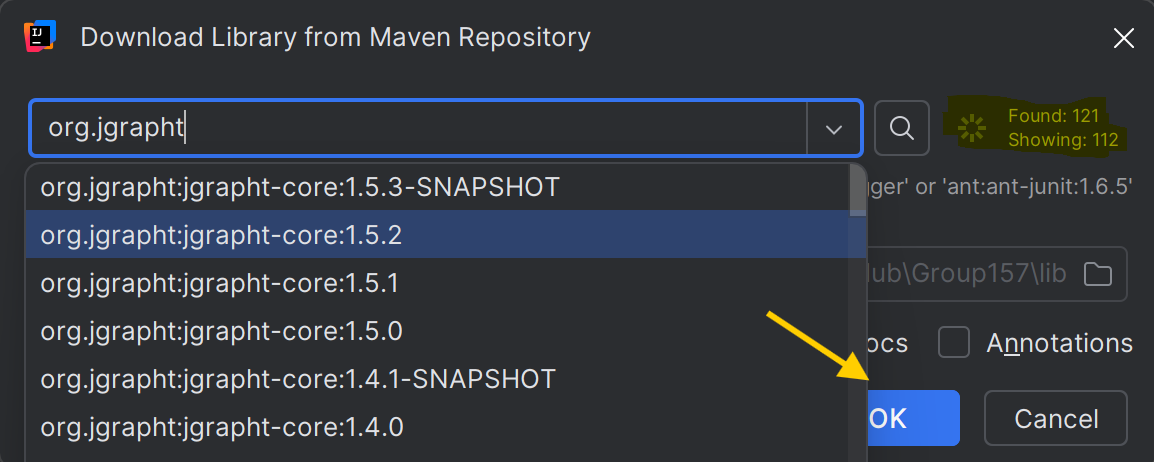 IJ
Download Library from Maven Repository
org.jgrapht
Found: 121
Showing: 112
org.jgrapht:jgrapht-core:1.5.3-SNAPSHOT
org.jgrapht:jgrapht-core:1.5.2
org.jgrapht:jgrapht-core:1.5.1
org.jgrapht:jgrapht-core:1.5.0
org.jgrapht:jgrapht-core:1.4.1-SNAPSHOT
org.jgrapht:jgrapht-core:1.4.0
gger' or 'ant:ant-junit:1.6.5'
lub\Group157\lib
ocs
Annotations
OK
Cancel